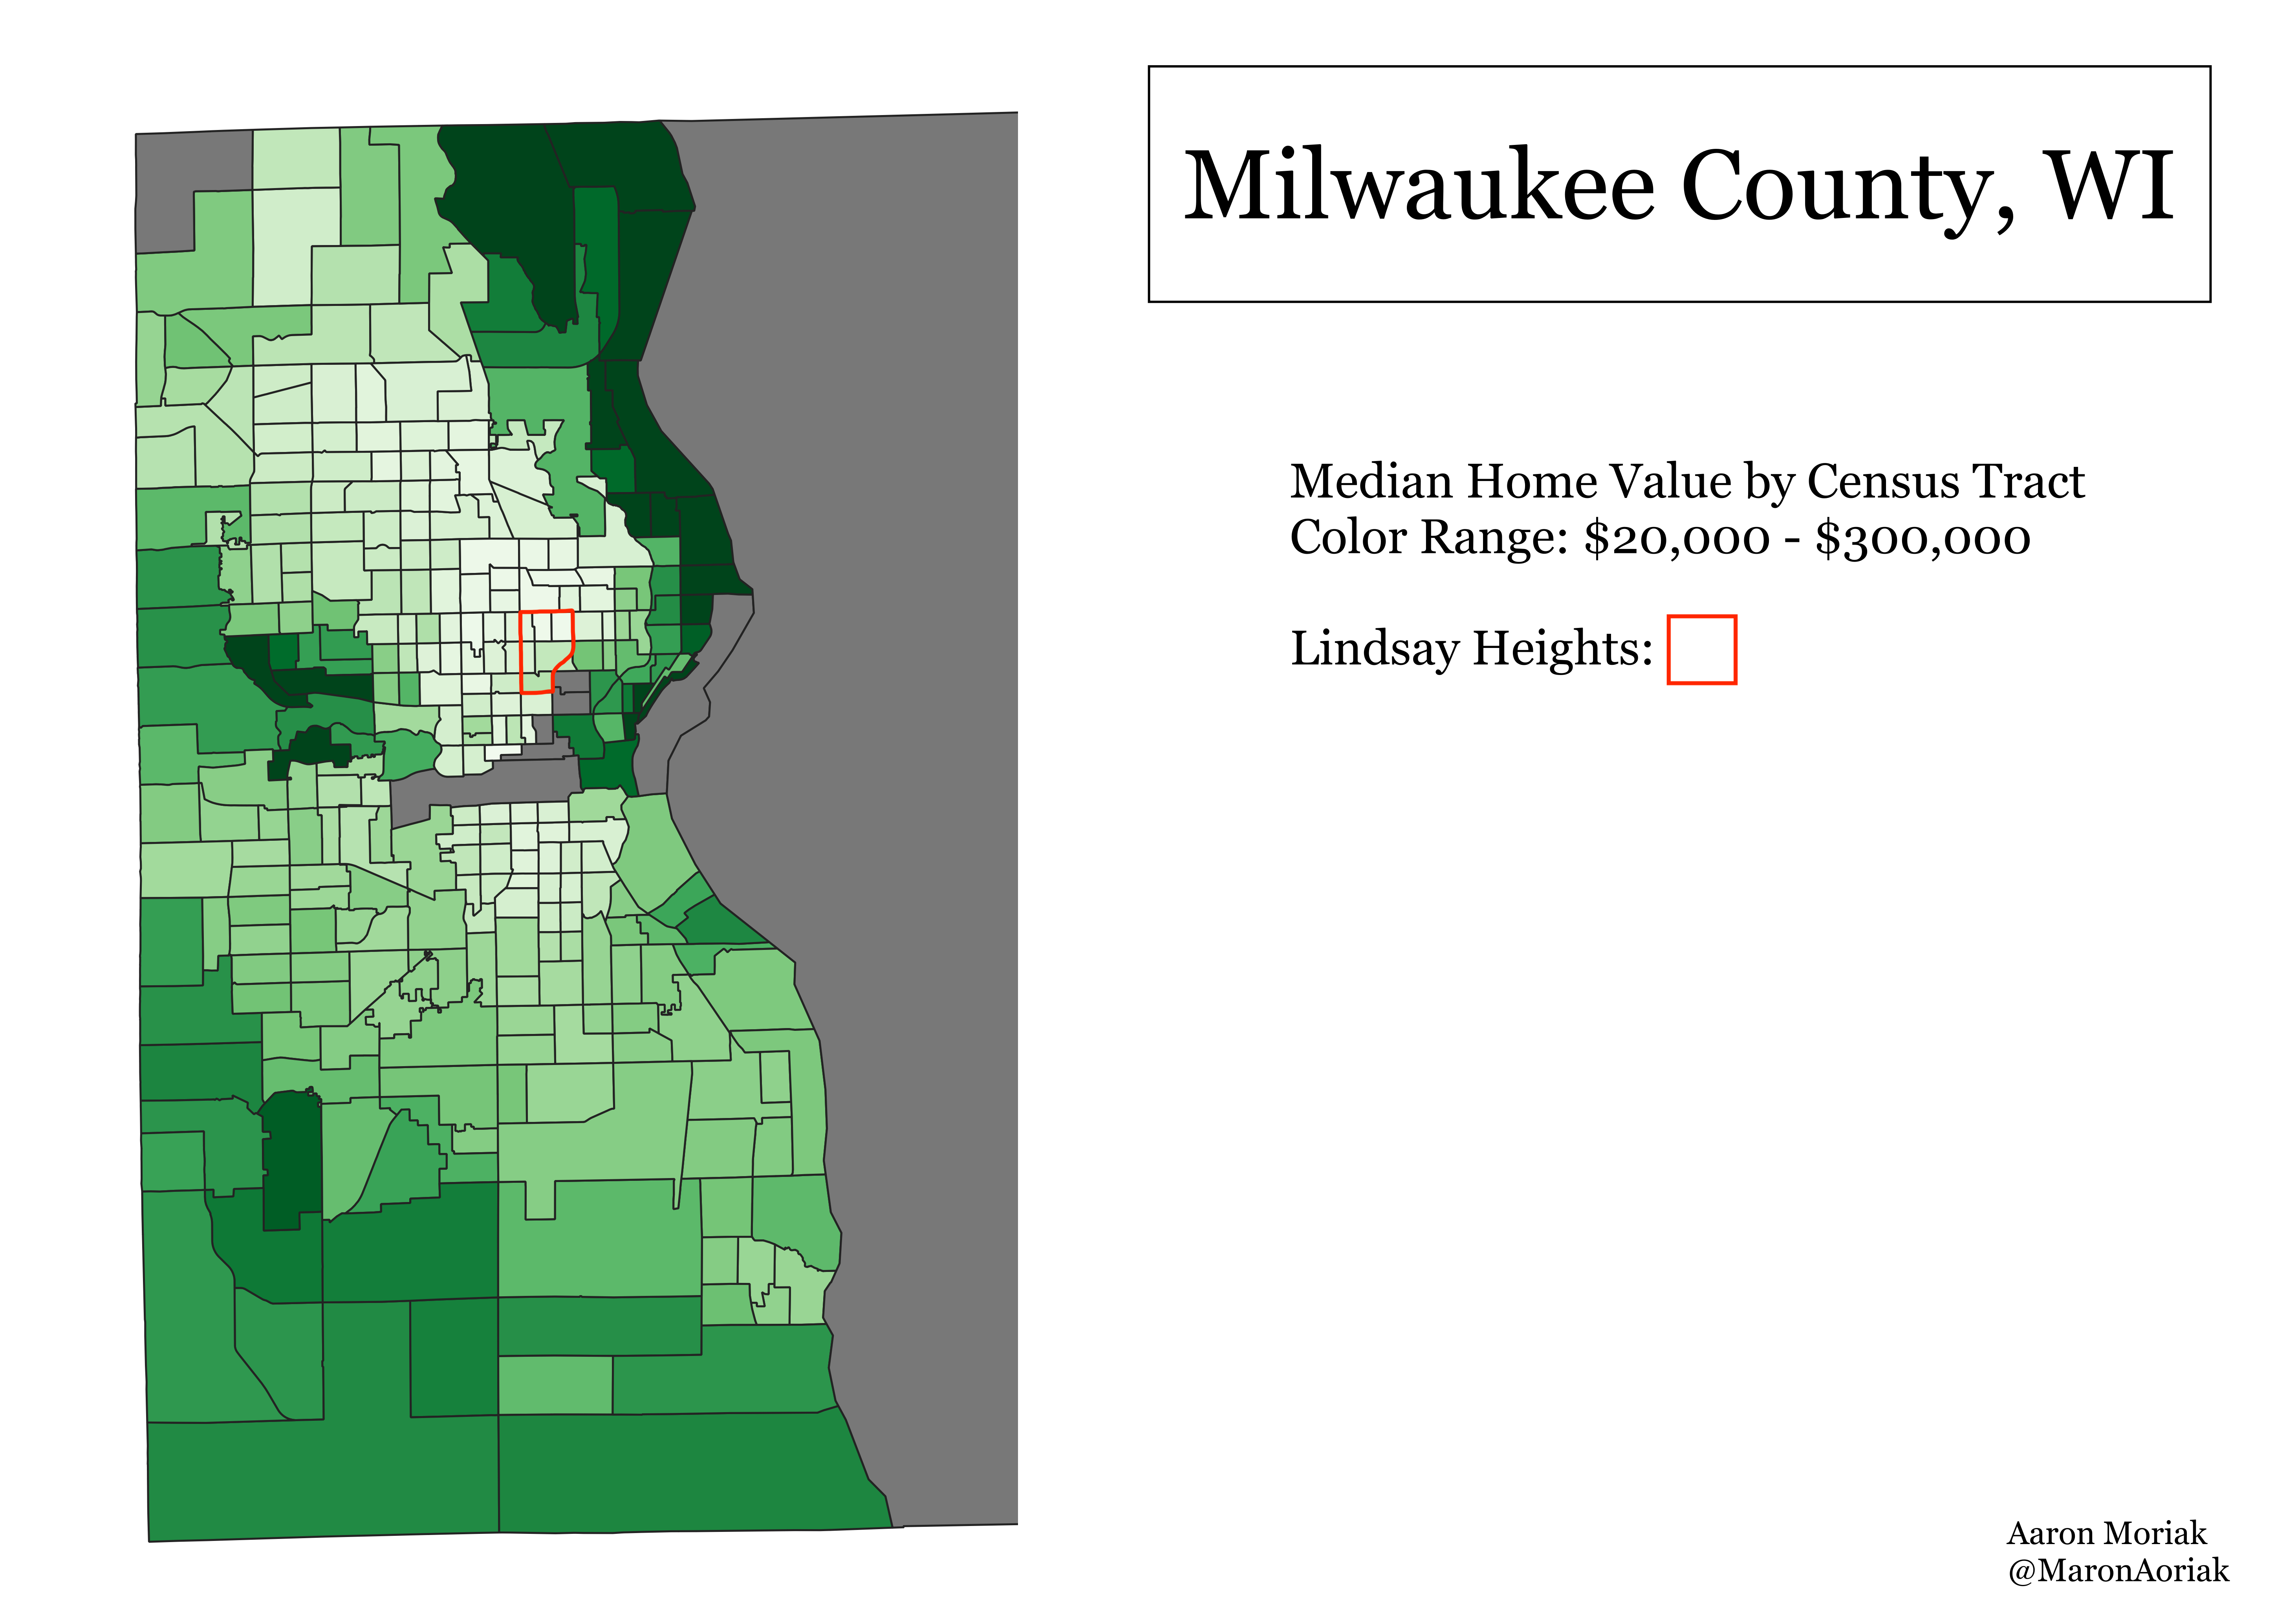 Milwaukee County, WI
Median Home Value by Census Tract
Color Range: $20,000 - $300,000
Lindsay Heights:
Aaron Moriak
@MaronAoriak